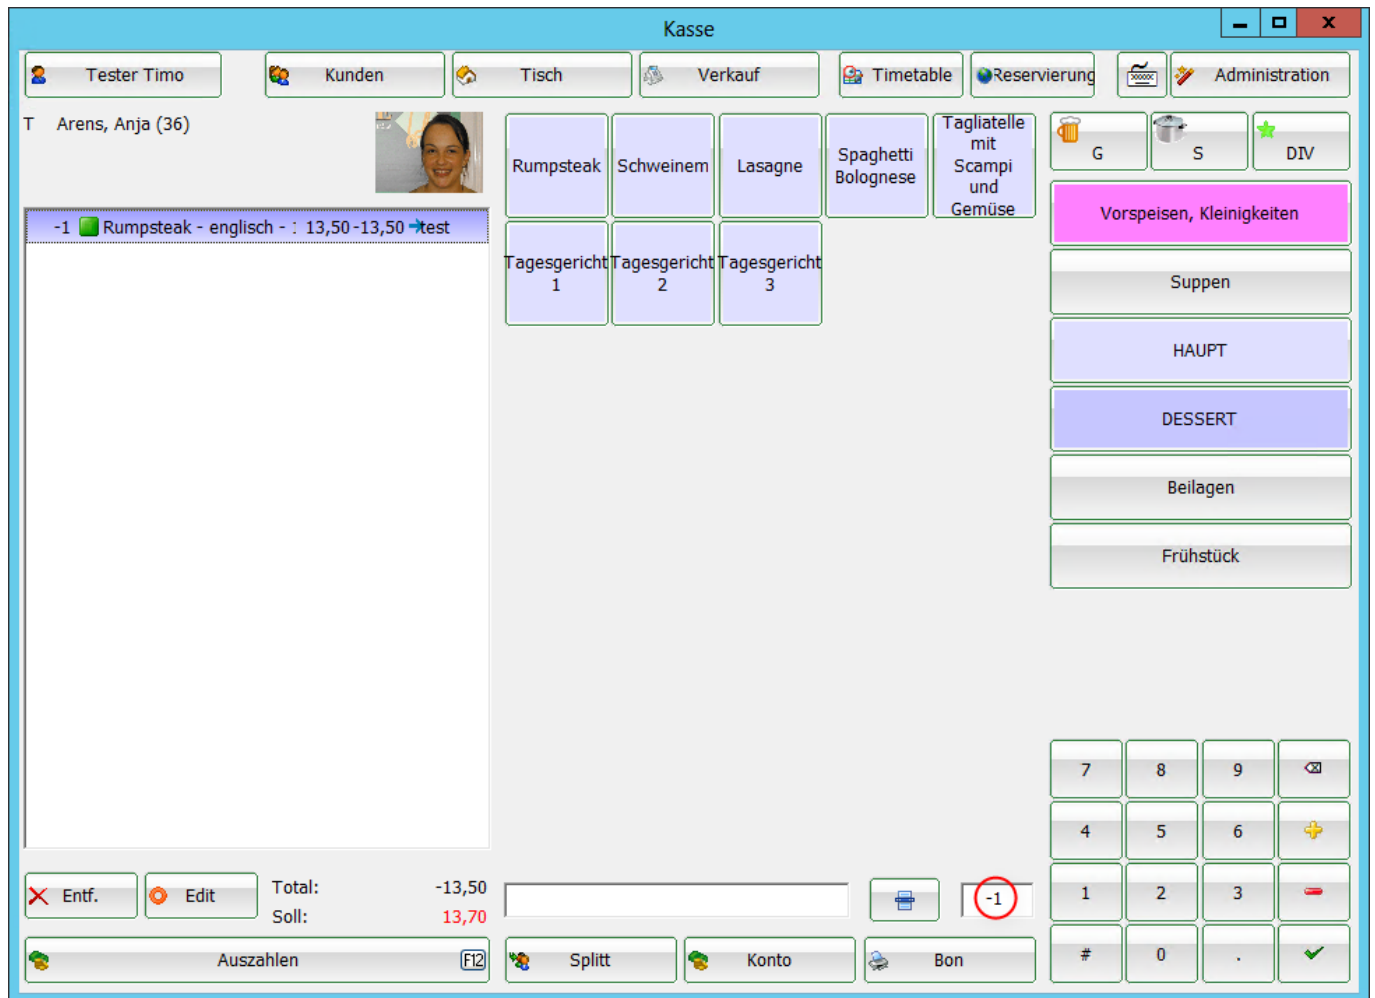 Kasse
Tester Timo
Kunden
Tisch
Verkauf
Timetable
Reservierung
Administration
T Arens, Anja (36)
-1 Rumpsteak - englisch - : 13,50 -13,50 test
Rumpsteak
Schweinem
Lasagne
Spaghetti
Bolognese
Tagliatelle
mit
Scampi
und
Gemüse
Tagesgericht
1
Tagesgericht
2
Tagesgericht
3
G
S
DIV
Vorspeisen, Kleinigkeiten
Suppen
HAUPT
DESSERT
Beilagen
Frühstück
7 8 9
4 5 6
1 2 3
# 0 .
Entf.
Edit
Total: -13,50
Soll: 13,70
-1
Auszahlen F12
Splitt
Konto
Bon